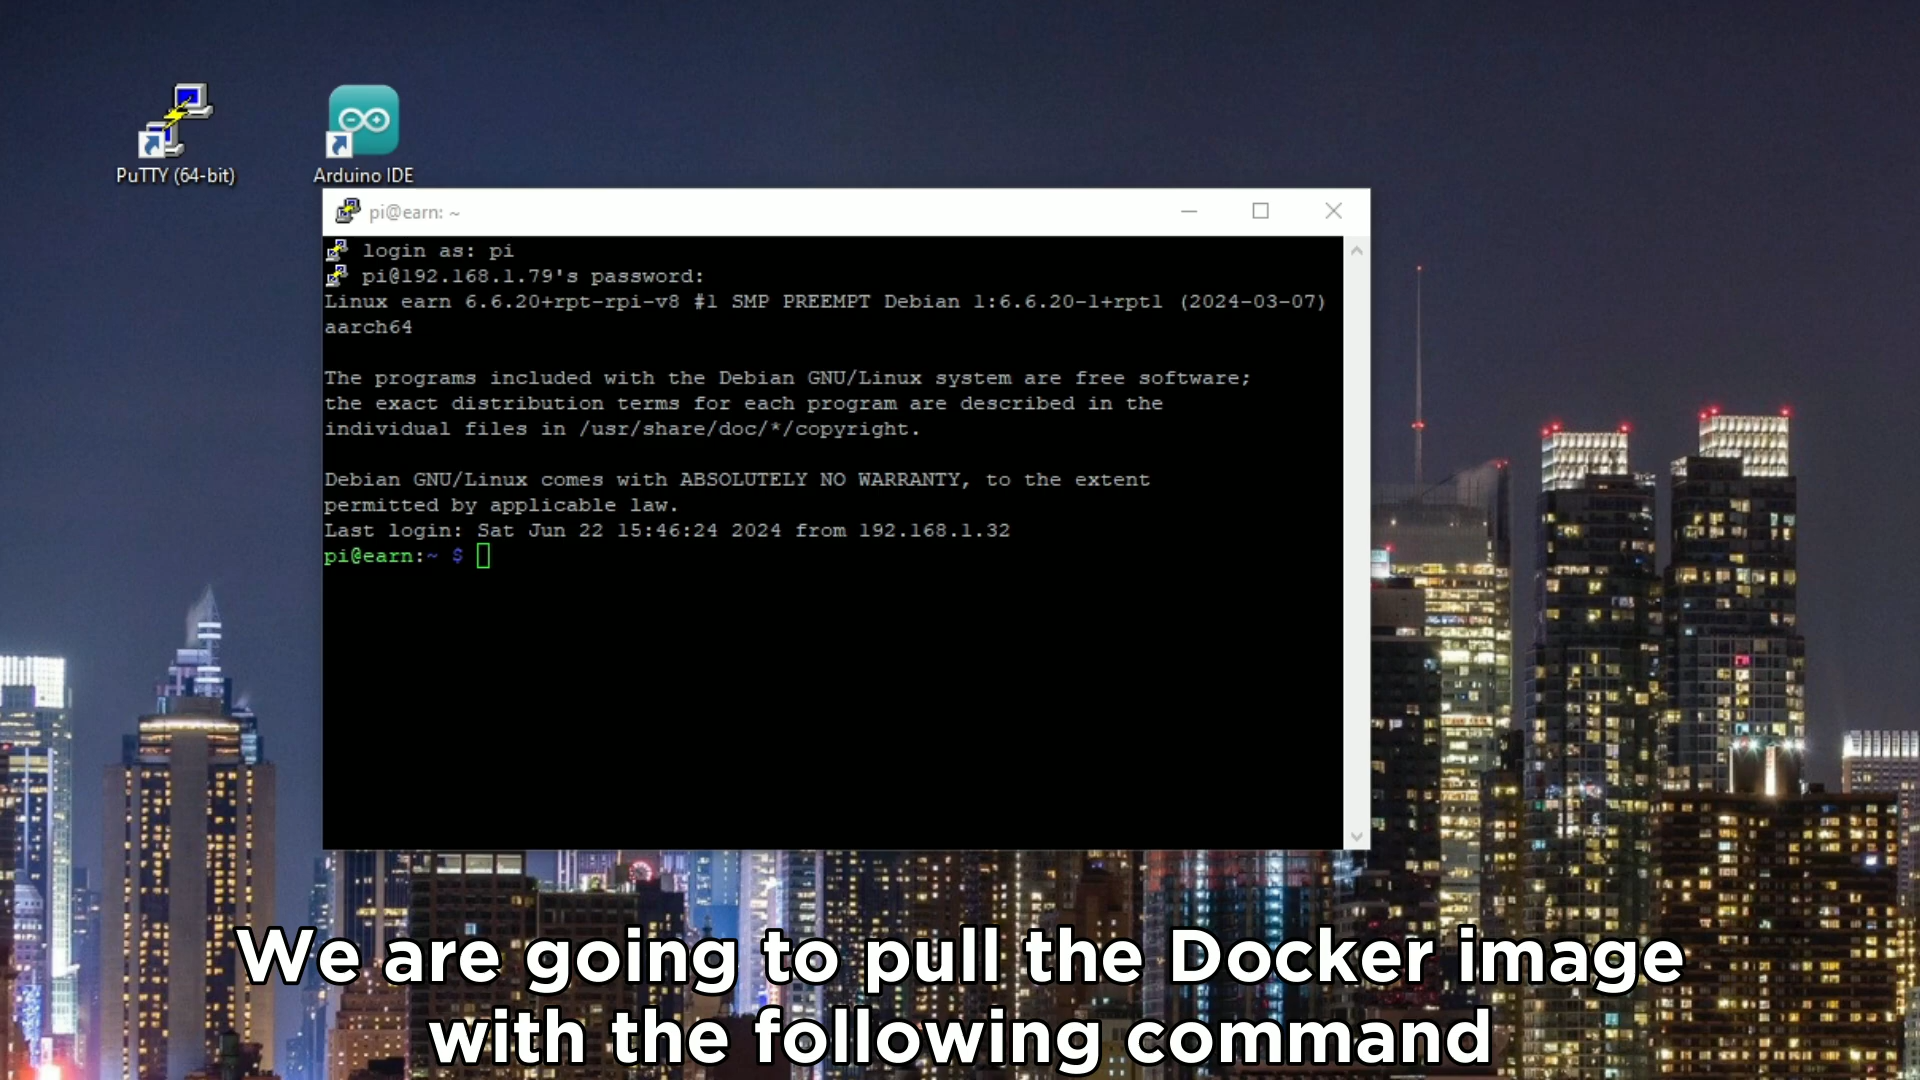 PuTTY (64-bit)
Arduino IDE
pi@earn: ~
login as: pi
pi@192.168.1.79's password:
Linux earn 6.6.20+rpt-rpi-v8 #1 SMP PREEMPT Debian 1:6.6.20-1+rpt1 (2024-03-07)
aarch64
The programs included with the Debian GNU/Linux system are free software;
the exact distribution terms for each program are described in the
individual files in /usr/share/doc/*/copyright.
Debian GNU/Linux comes with ABSOLUTELY NO WARRANTY, to the extent
permitted by applicable law.
Last login: Sat Jun 22 15:46:24 2024 from 192.168.1.32
pi@earn:~ $
We are going to pull the Docker image
with the following command